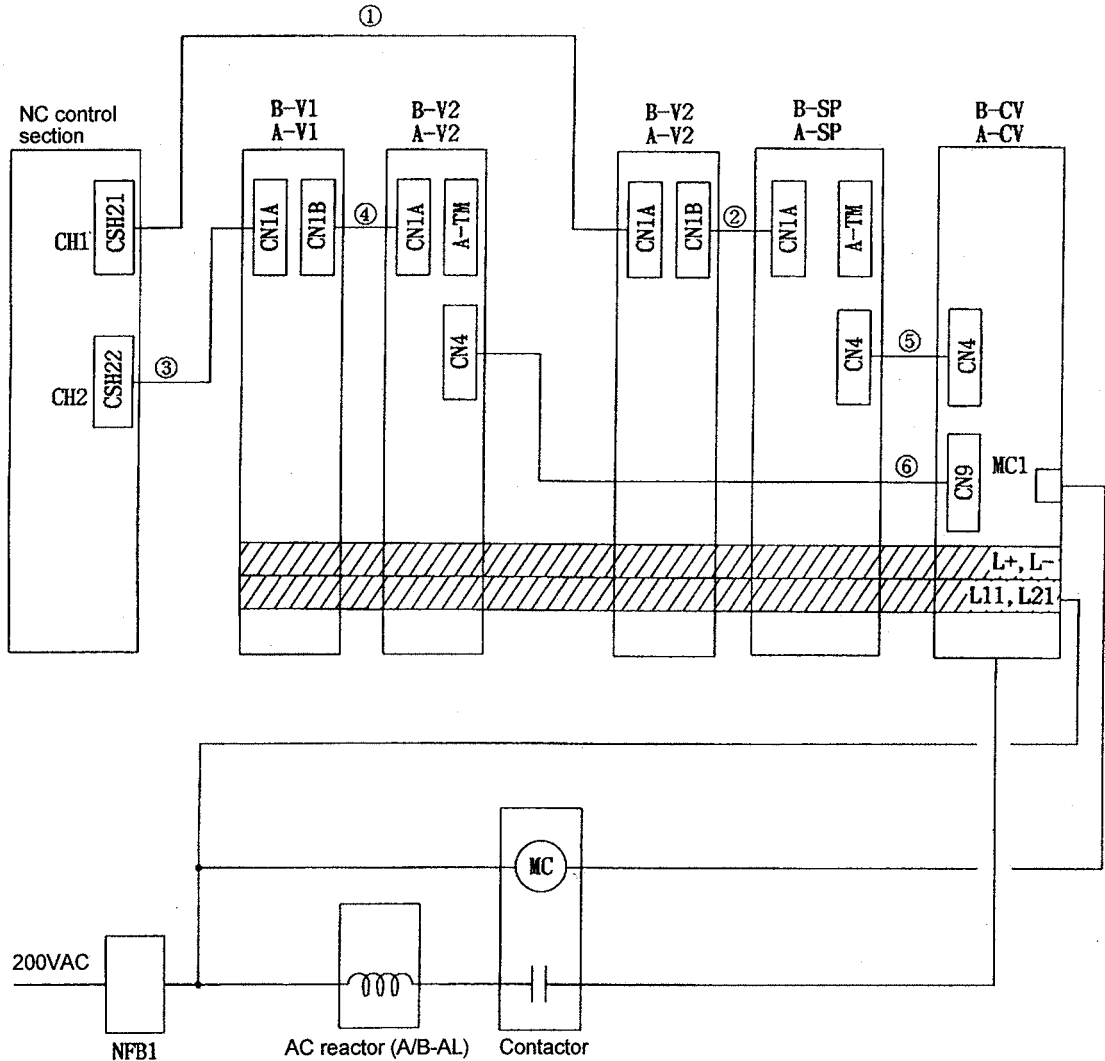 ①
NC control
section
B-V1
A-V1
B-V2
A-V2
B-V2
A-V2
B-SP
A-SP
B-CV
A-CV
CH1
CSH21
CN1A
CN1B
④
CN1A
A-TM
CN1A
CN1B
②
CN1A
A-TM
CH2
CSH22
③
CN4
CN4
⑤
CN4
⑥
CN9
MC1
L+, L-
L11, L21
MC
200VAC
NFB1
AC reactor (A/B-AL)
Contactor